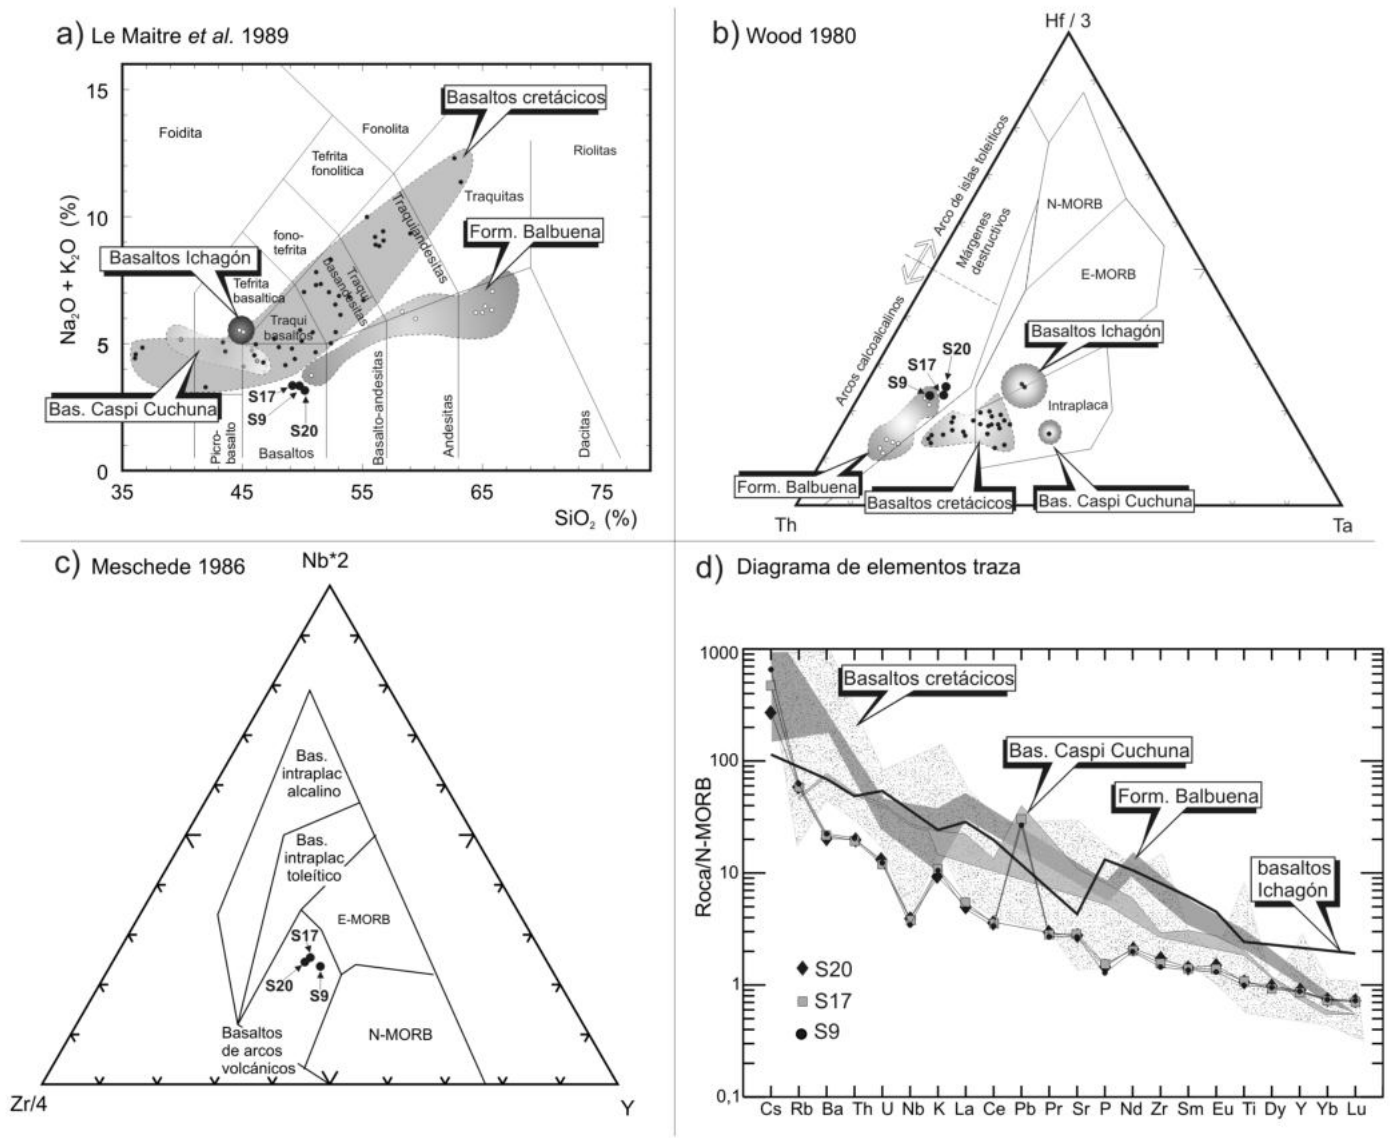 a) Le Maitre et al. 1989
Na₂O + K₂O (%)
15
10
5
0
35
45
55
65
75
SiO₂ (%)
Basaltos cretácicos
Foidita
Fonolita
Riolitas
Tefrita
fonolitica
Traquitas
Traquiandesitas
Form. Balbuena
fono-
tefrita
Basaltos Ichagón
Tefrita
basaltica
Traqui
basandesitas
Traqui
basaltos
Bas. Caspi Cuchuna
S17
S9
S20
Picro-
basalto
Basaltos
Basalto-andesitas
Andesitas
Dacitas
b) Wood 1980
Hf / 3
Arco de islas toleíticos
N-MORB
Márgenes
destructivos
E-MORB
Arcos calcoalcalinos
Basaltos Ichagón
S20
S17
S9
Intraplaca
Form. Balbuena
Basaltos cretácicos
Bas. Caspi Cuchuna
Th
Ta
c) Meschede 1986
Nb*2
Bas.
intraplac
alcalino
Bas.
intraplac
toleítico
E-MORB
S17
S20
S9
Basaltos
de arcos
volcánicos
N-MORB
Zr/4
Y
d) Diagrama de elementos traza
Roca/N-MORB
1000
100
10
1
0,1
Basaltos cretácicos
Bas. Caspi Cuchuna
Form. Balbuena
basaltos
Ichagón
S20
S17
S9
Cs Rb Ba Th U Nb K La Ce Pb Pr Sr P Nd Zr Sm Eu Ti Dy Y Yb Lu